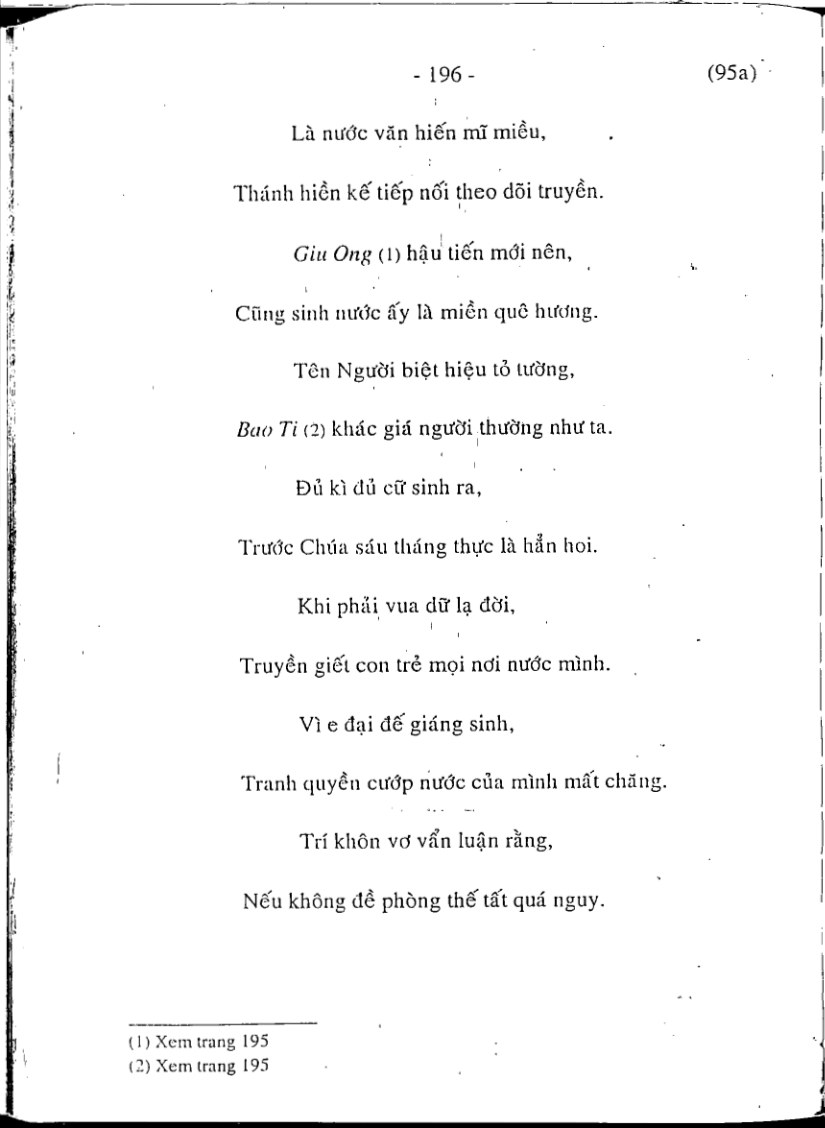 - 196 - (95a)
Là nước văn hiến mĩ miều,
Thánh hiền kế tiếp nối theo dõi truyền.
Giu Ong (1) hậu tiến mới nên,
Cũng sinh nước ấy là miền quê hương.
Tên Người biệt hiệu tỏ tường,
Bao Ti (2) khác giá người thường như ta.
Đủ kì đủ cữ sinh ra,
Trước Chúa sáu tháng thực là hẳn hoi.
Khi phải vua dữ lạ đời,
Truyền giết con trẻ mọi nơi nước mình.
Vì e đại đế giáng sinh,
Tranh quyền cướp nước của mình mất chăng.
Trí khôn vơ vẩn luận rằng,
Nếu không đề phòng thế tất quá nguy.
(1) Xem trang 195
(2) Xem trang 195